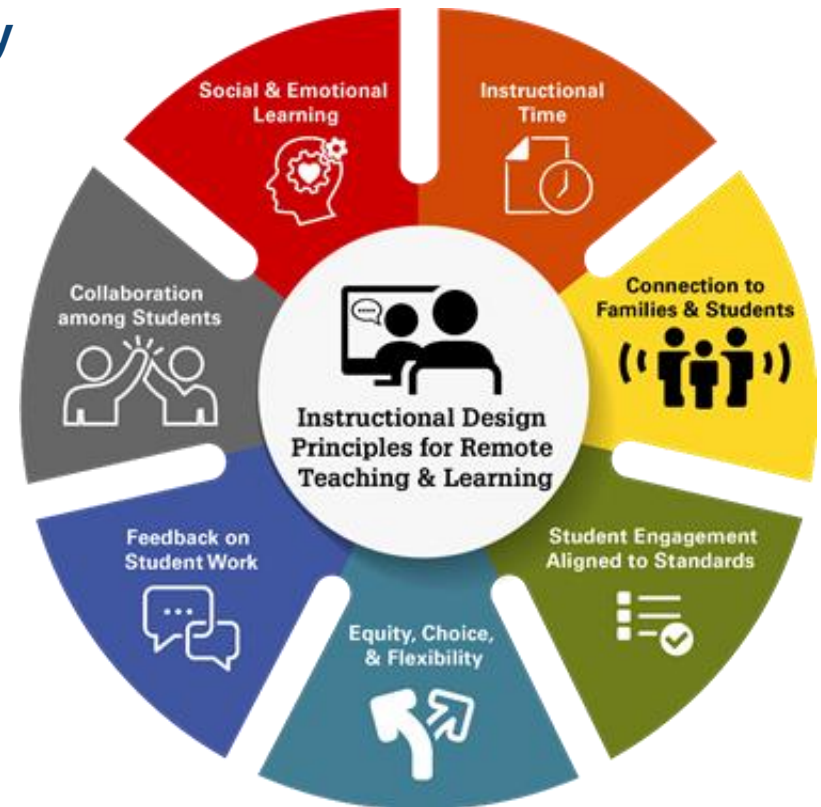 y
Social & Emotional
Learning
Instructional
Time
Connection to
Families & Students
Student Engagement
Aligned to Standards
Equity, Choice,
& Flexibility
Feedback on
Student Work
Collaboration
among Students
Instructional Design
Principles for Remote
Teaching & Learning